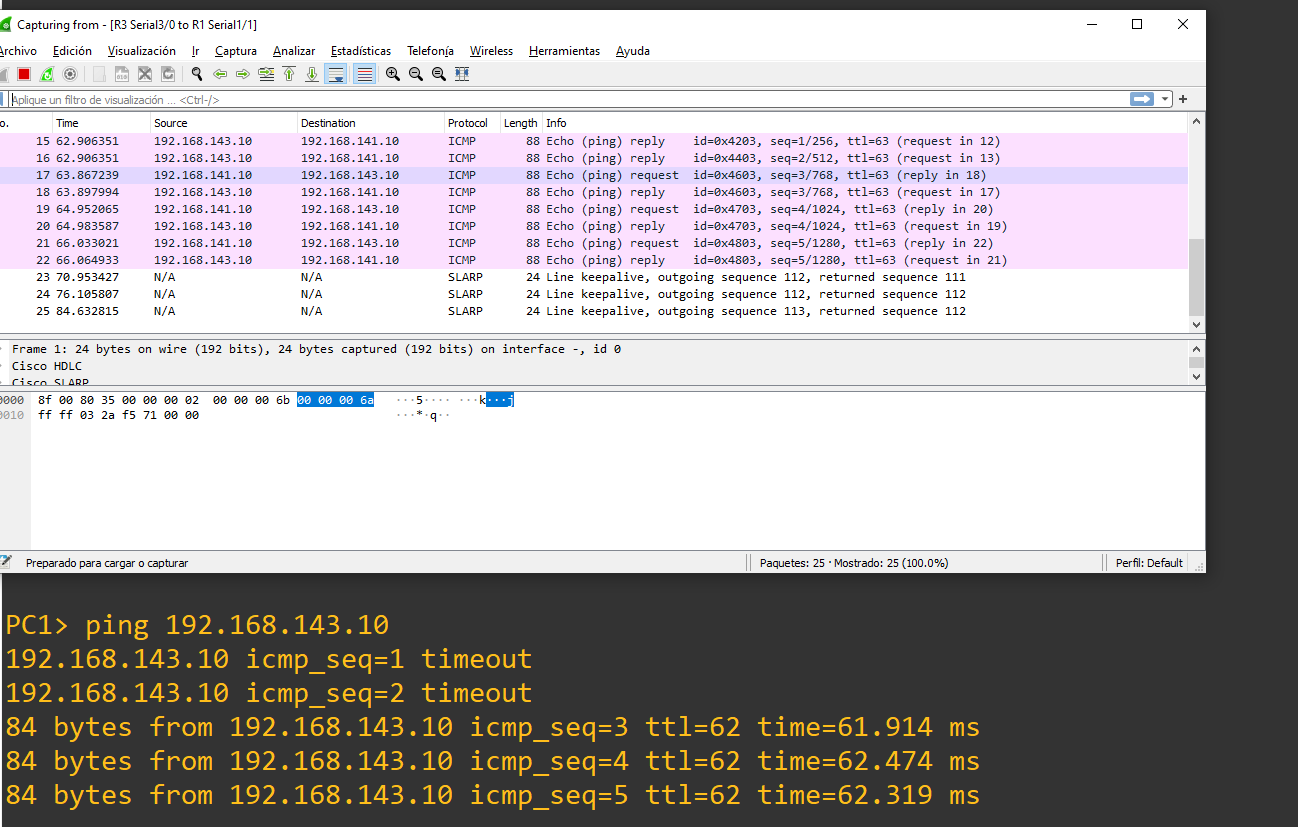 Capturing from - [R3 Serial3/0 to R1 Serial1/1]
Archivo Edición Visualización Ir Captura Analizar Estadísticas Telefonía Wireless Herramientas Ayuda
Aplique un filtro de visualización ... <Ctrl-/>
o. Time Source Destination Protocol Length Info
15 62.906351 192.168.143.10 192.168.141.10 ICMP 88 Echo (ping) reply id=0x4203, seq=1/256, ttl=63 (request in 12)
16 62.906351 192.168.143.10 192.168.141.10 ICMP 88 Echo (ping) reply id=0x4403, seq=2/512, ttl=63 (request in 13)
17 63.867239 192.168.141.10 192.168.143.10 ICMP 88 Echo (ping) request id=0x4603, seq=3/768, ttl=63 (reply in 18)
18 63.897994 192.168.143.10 192.168.141.10 ICMP 88 Echo (ping) reply id=0x4603, seq=3/768, ttl=63 (request in 17)
19 64.952065 192.168.141.10 192.168.143.10 ICMP 88 Echo (ping) request id=0x4703, seq=4/1024, ttl=63 (reply in 20)
20 64.983587 192.168.143.10 192.168.141.10 ICMP 88 Echo (ping) reply id=0x4703, seq=4/1024, ttl=63 (request in 19)
21 66.033021 192.168.141.10 192.168.143.10 ICMP 88 Echo (ping) request id=0x4803, seq=5/1280, ttl=63 (reply in 22)
22 66.064933 192.168.143.10 192.168.141.10 ICMP 88 Echo (ping) reply id=0x4803, seq=5/1280, ttl=63 (request in 21)
23 70.953427 N/A N/A SLARP 24 Line keepalive, outgoing sequence 112, returned sequence 111
24 76.105807 N/A N/A SLARP 24 Line keepalive, outgoing sequence 112, returned sequence 112
25 84.632815 N/A N/A SLARP 24 Line keepalive, outgoing sequence 113, returned sequence 112
Frame 1: 24 bytes on wire (192 bits), 24 bytes captured (192 bits) on interface -, id 0
Cisco HDLC
Cisco SLARP
0000 8f 00 80 35 00 00 00 02 00 00 00 6b 00 00 00 6a ···5···· ···k···j
0010 ff ff 03 2a f5 71 00 00 ···*·q··
Preparado para cargar o capturar Paquetes: 25 · Mostrado: 25 (100.0%) Perfil: Default
PC1> ping 192.168.143.10
192.168.143.10 icmp_seq=1 timeout
192.168.143.10 icmp_seq=2 timeout
84 bytes from 192.168.143.10 icmp_seq=3 ttl=62 time=61.914 ms
84 bytes from 192.168.143.10 icmp_seq=4 ttl=62 time=62.474 ms
84 bytes from 192.168.143.10 icmp_seq=5 ttl=62 time=62.319 ms